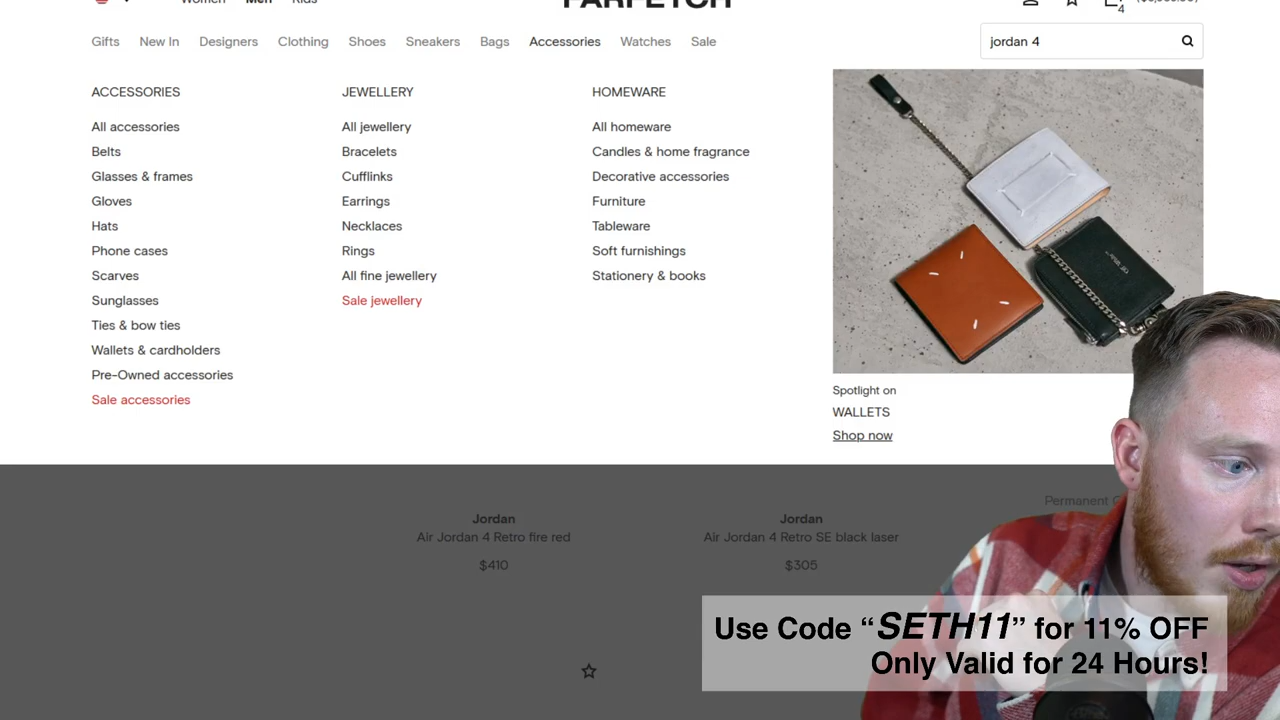 Women Men Kids
FARFETCH
4
Gifts New In Designers Clothing Shoes Sneakers Bags Accessories Watches Sale
jordan 4
ACCESSORIES
All accessories
Belts
Glasses & frames
Gloves
Hats
Phone cases
Scarves
Sunglasses
Ties & bow ties
Wallets & cardholders
Pre-Owned accessories
Sale accessories
JEWELLERY
All jewellery
Bracelets
Cufflinks
Earrings
Necklaces
Rings
All fine jewellery
Sale jewellery
HOMEWARE
All homeware
Candles & home fragrance
Decorative accessories
Furniture
Tableware
Soft furnishings
Stationery & books
Spotlight on
WALLETS
Shop now
Permanent
Jordan
Air Jordan 4 Retro fire red
$410
Jordan
Air Jordan 4 Retro SE black laser
$305
Use Code “SETH11” for 11% OFF
Only Valid for 24 Hours!